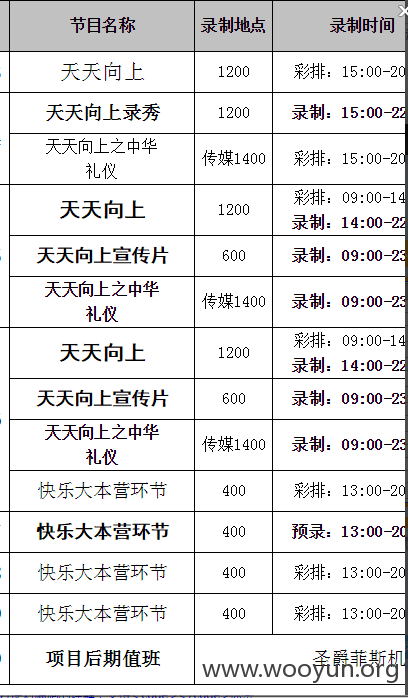 节目名称 录制地点 录制时间
天天向上 1200 彩排：15:00-20
天天向上录秀 1200 录制：15:00-22
天天向上之中华
礼仪 传媒1400 彩排：15:00-20
天天向上 1200 彩排：09:00-14
录制：14:00-22
天天向上宣传片 600 录制：09:00-23
天天向上之中华
礼仪 传媒1400 录制：09:00-23
天天向上 1200 彩排：09:00-14
录制：14:00-22
天天向上宣传片 600 录制：09:00-23
天天向上之中华
礼仪 传媒1400 录制：09:00-23
快乐大本营环节 400 彩排：13:00-20
快乐大本营环节 400 预录：13:00-20
快乐大本营环节 400 彩排：13:00-20
快乐大本营环节 400 彩排：13:00-20
项目后期值班 圣爵菲斯机
www.wooyun.org